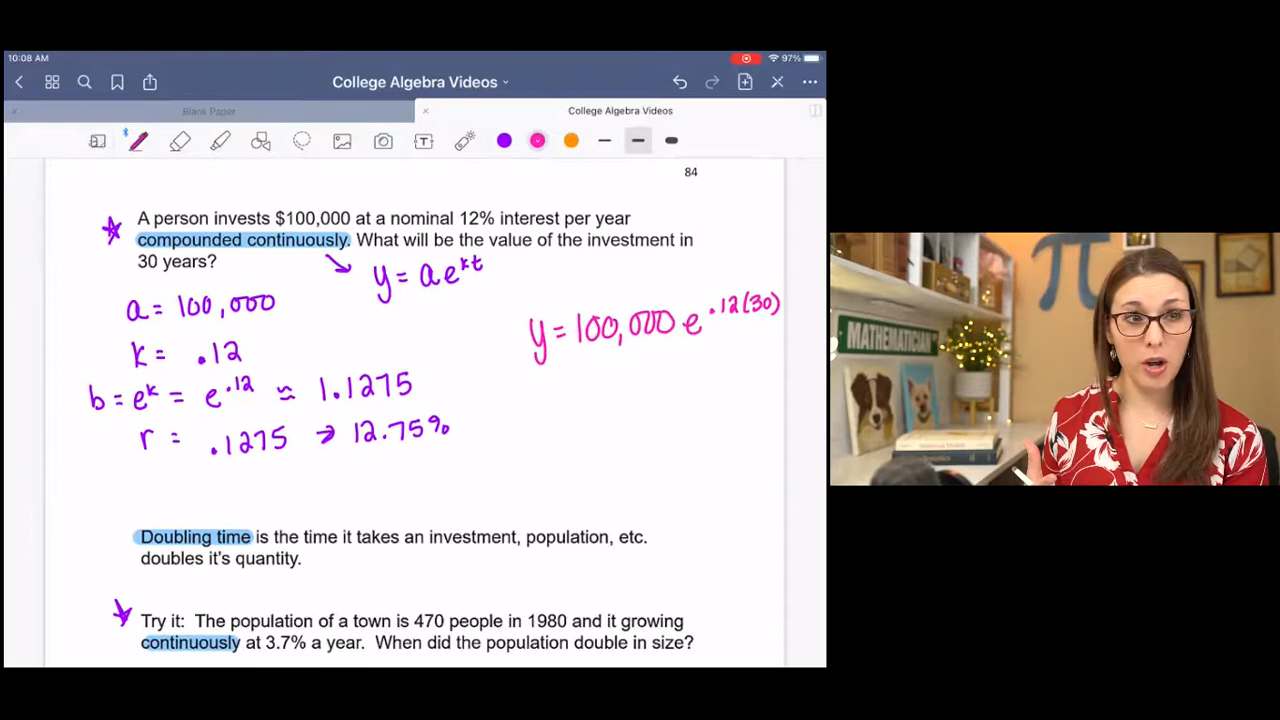 10:08 AM
97%
College Algebra Videos
Blank Paper
College Algebra Videos
84
A person invests $100,000 at a nominal 12% interest per year
compounded continuously. What will be the value of the investment in
30 years?
y = ae^kt
a = 100,000
y = 100,000 e^.12(30)
k = .12
b = e^k = e^.12 ≈ 1.1275
r = .1275 → 12.75%
MATHEMATICIAN
Doubling time is the time it takes an investment, population, etc.
doubles it's quantity.
Try it: The population of a town is 470 people in 1980 and it growing
continuously at 3.7% a year. When did the population double in size?